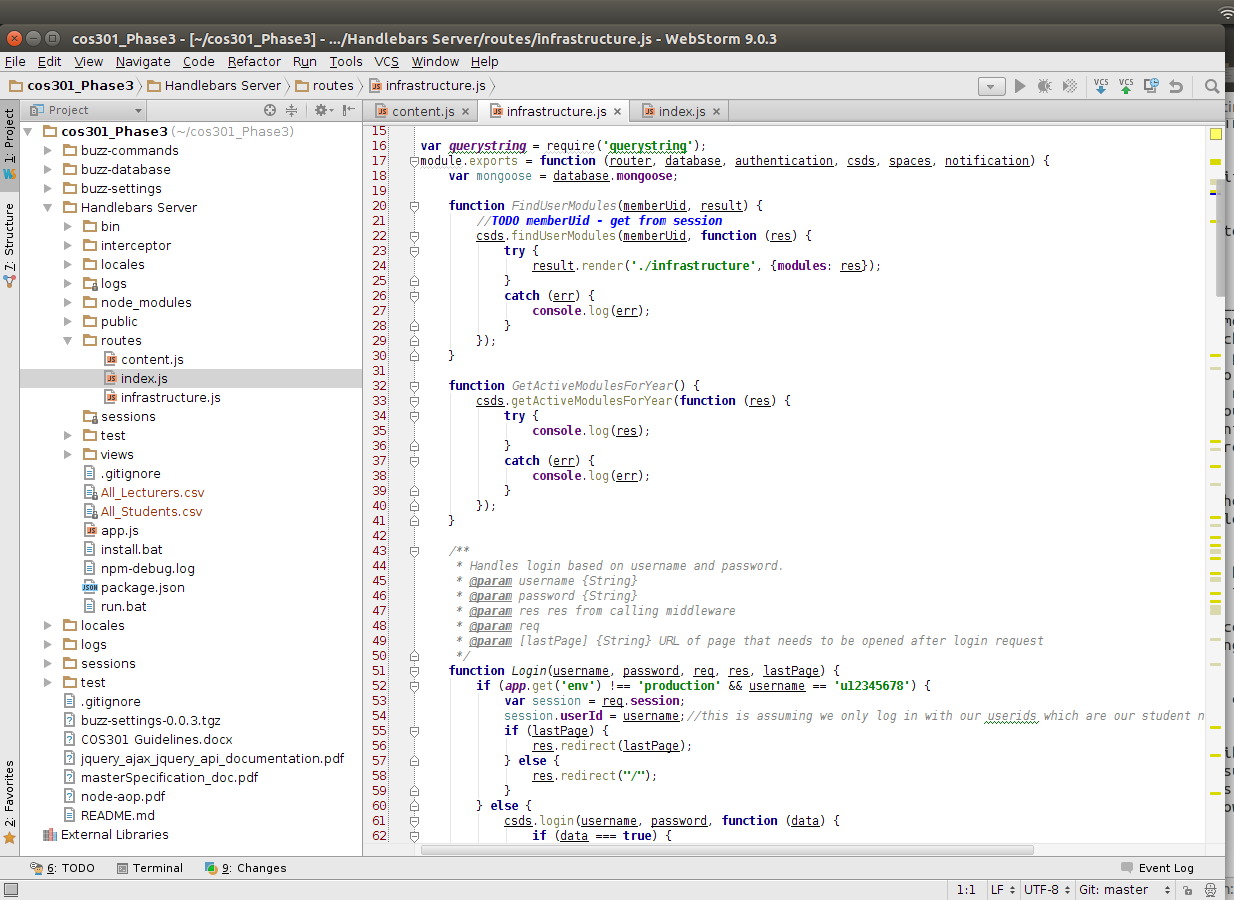 cos301_Phase3 - [~/cos301_Phase3] - .../Handlebars Server/routes/infrastructure.js - WebStorm 9.0.3
File Edit View Navigate Code Refactor Run Tools VCS Window Help
cos301_Phase3 Handlebars Server routes infrastructure.js
VCS VCS
Project
content.js infrastructure.js index.js
1: Project
7: Structure
2: Favorites
cos301_Phase3 (~/cos301_Phase3)
buzz-commands
buzz-database
buzz-settings
Handlebars Server
bin
interceptor
locales
logs
node_modules
public
routes
content.js
index.js
infrastructure.js
sessions
test
views
.gitignore
All_Lecturers.csv
All_Students.csv
app.js
install.bat
npm-debug.log
package.json
run.bat
locales
logs
sessions
test
.gitignore
buzz-settings-0.0.3.tgz
COS301 Guidelines.docx
jquery_ajax_jquery_api_documentation.pdf
masterSpecification_doc.pdf
node-aop.pdf
README.md
External Libraries
15
16 var querystring = require('querystring');
17 module.exports = function (router, database, authentication, csds, spaces, notification) {
18 var mongoose = database.mongoose;
19
20 function FindUserModules(memberUid, result) {
21 //TODO memberUid - get from session
22 csds.findUserModules(memberUid, function (res) {
23 try {
24 result.render('./infrastructure', {modules: res});
25 }
26 catch (err) {
27 console.log(err);
28 }
29 });
30 }
31
32 function GetActiveModulesForYear() {
33 csds.getActiveModulesForYear(function (res) {
34 try {
35 console.log(res);
36 }
37 catch (err) {
38 console.log(err);
39 }
40 });
41 }
42
43 /**
44 * Handles login based on username and password.
45 * @param username {String}
46 * @param password {String}
47 * @param res res from calling middleware
48 * @param req
49 * @param [lastPage] {String} URL of page that needs to be opened after login request
50 */
51 function Login(username, password, req, res, lastPage) {
52 if (app.get('env') !== 'production' && username == 'u12345678') {
53 var session = req.session;
54 session.userId = username;//this is assuming we only log in with our userids which are our student n
55 if (lastPage) {
56 res.redirect(lastPage);
57 } else {
58 res.redirect("/");
59 }
60 } else {
61 csds.login(username, password, function (data) {
62 if (data === true) {
6: TODO Terminal 9: Changes Event Log
1:1 LF UTF-8 Git: master